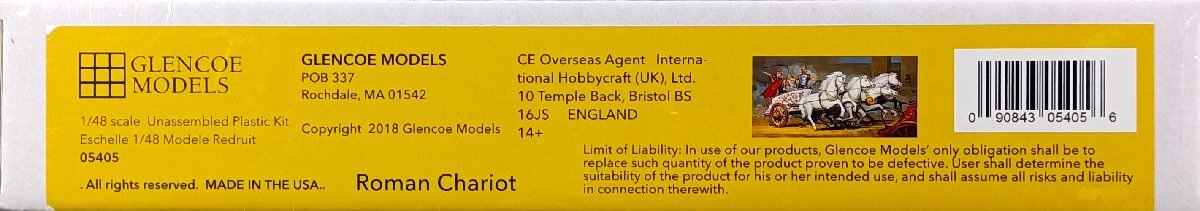 GLENCOE
MODELS
1/48 scale Unassembled Plastic Kit
Eschelle 1/48 Modele Redruit
05405
. All rights reserved. MADE IN THE USA..
GLENCOE MODELS
POB 337
Rochdale, MA 01542
Copyright 2018 Glencoe Models
Roman Chariot
CE Overseas Agent Interna-
tional Hobbycraft (UK), Ltd.
10 Temple Back, Bristol BS
16JS ENGLAND
14+
0 90843 05405 6
Limit of Liability: In use of our products, Glencoe Models' only obligation shall be to
replace such quantity of the product proven to be defective. User shall determine the
suitability of the product for his or her intended use, and shall assume all risks and liability
in connection therewith.